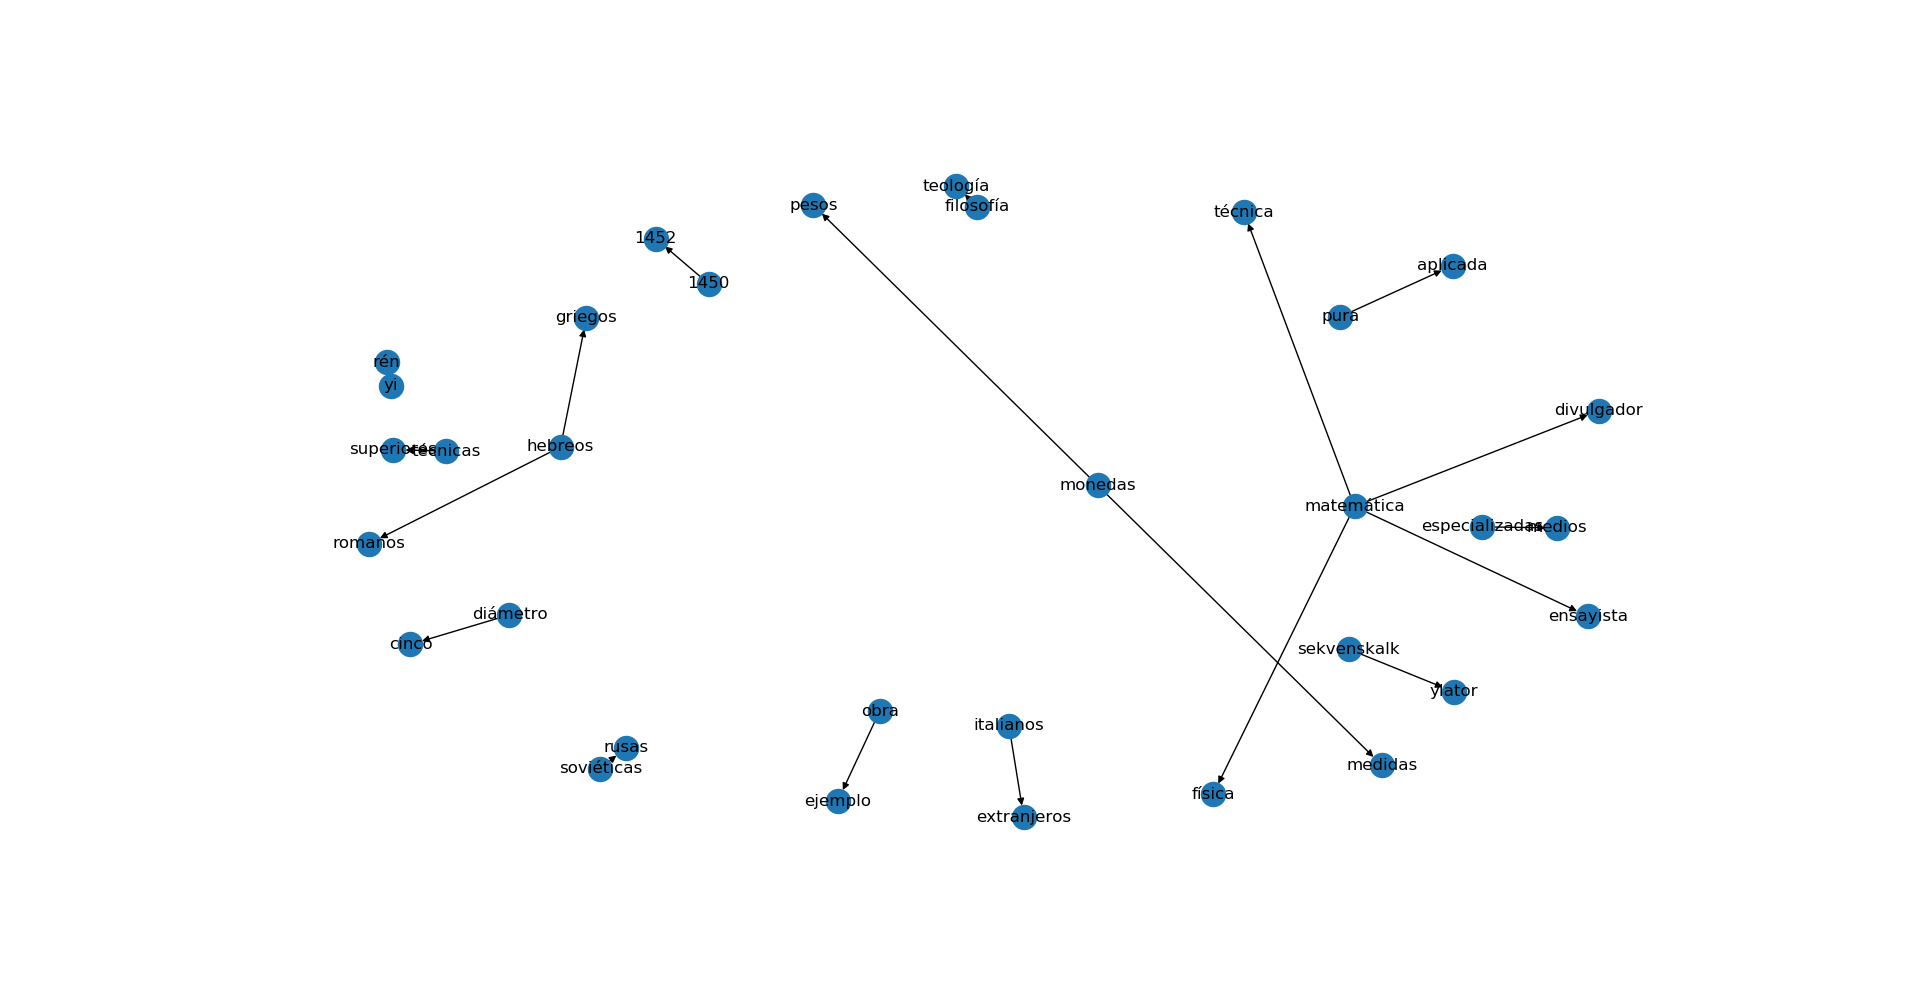 teología
pesos
filosofía
técnica
1452
aplicada
1450
griegos
pura
rén
yi
divulgador
hebreos
superiores
técnicas
monedas
matemática
especializadas
medios
romanos
diámetro
ensayista
cinco
sekvenskalk
ylator
obra
italianos
rusas
soviéticas
medidas
física
ejemplo
extranjeros